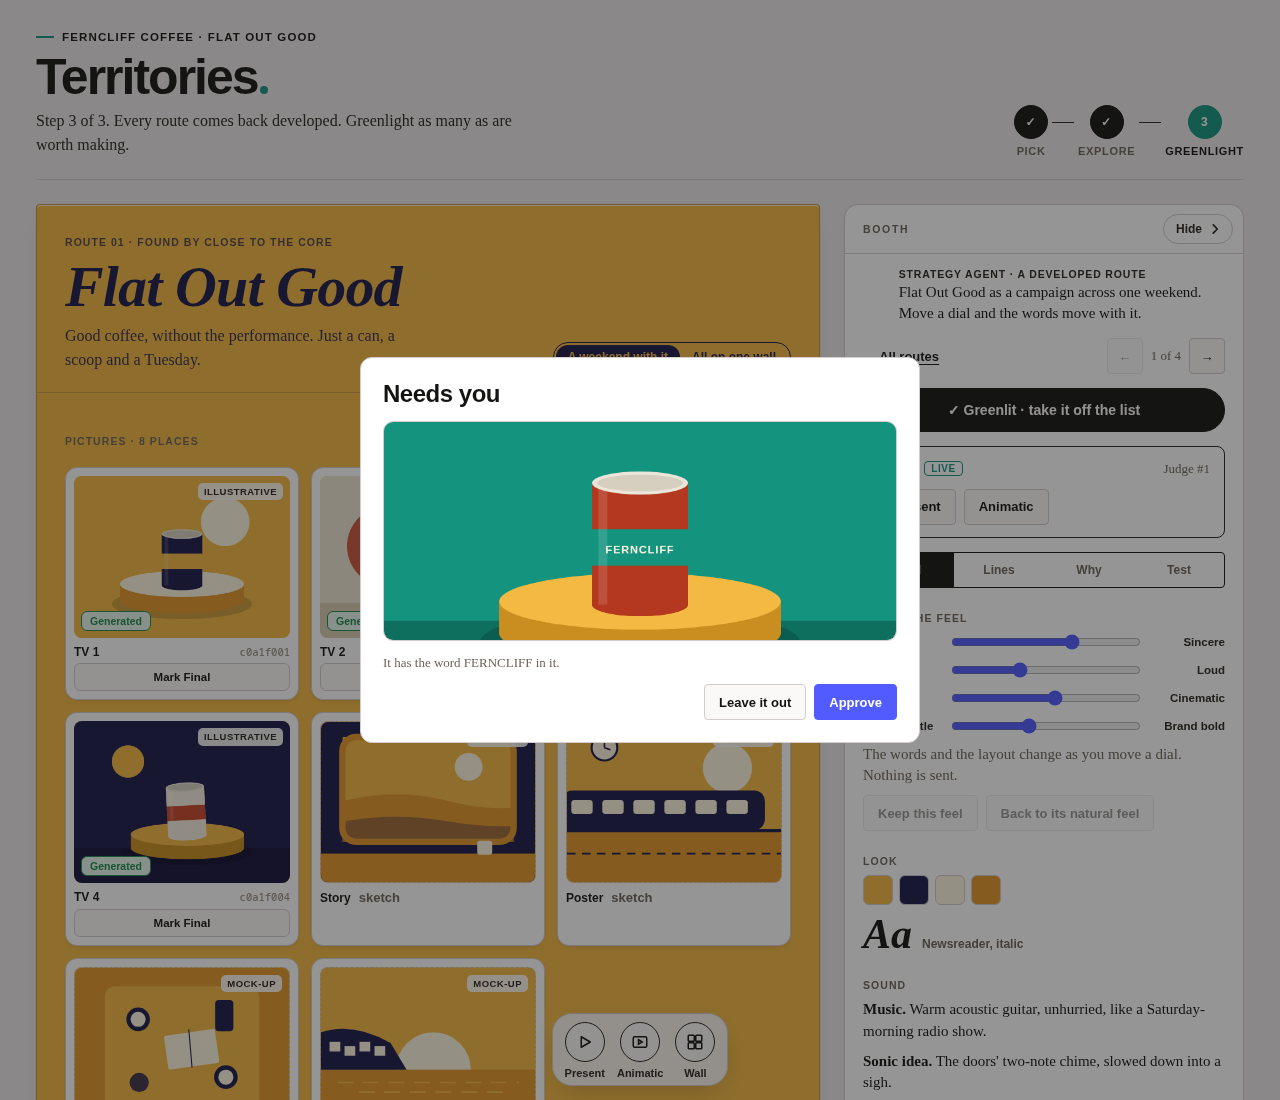 FERNCLIFF COFFEE · FLAT OUT GOOD
Territories.
Step 3 of 3. Every route comes back developed. Greenlight as many as are
worth making.
✓
✓
3
PICK
EXPLORE
GREENLIGHT
ROUTE 01 · FOUND BY CLOSE TO THE CORE
Flat Out Good
Good coffee, without the performance. Just a can, a
scoop and a Tuesday.
A weekend with it
All on one wall
PICTURES · 8 PLACES
ILLUSTRATIVE
Generated
TV 1
c0a1f001
Mark Final
TV 2
Needs you
FERNCLIFF
It has the word FERNCLIFF in it.
Leave it out
Approve
ILLUSTRATIVE
Generated
TV 4
c0a1f004
Mark Final
Story sketch
Poster sketch
MOCK-UP
MOCK-UP
Present
Animatic
Wall
BOOTH
Hide
STRATEGY AGENT · A DEVELOPED ROUTE
Flat Out Good as a campaign across one weekend.
Move a dial and the words move with it.
All routes
←
1 of 4
→
✓ Greenlit · take it off the list
LIVE
Judge #1
Animatic
Lines
Why
Test
Sincere
Loud
Cinematic
Brand bold
The words and the layout change as you move a dial.
Nothing is sent.
Keep this feel
Back to its natural feel
LOOK
Aa
Newsreader, italic
SOUND
Music. Warm acoustic guitar, unhurried, like a Saturday-
morning radio show.
Sonic idea. The doors' two-note chime, slowed down into a
sigh.